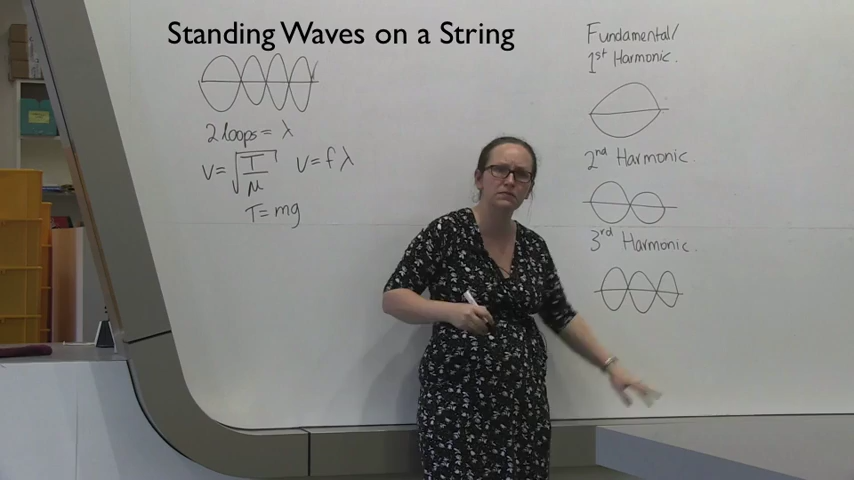 Standing Waves on a String
2 loops = λ
V = √T/μ V = fλ
T = mg
Fundamental/
1st Harmonic.
2nd Harmonic.
3rd Harmonic.